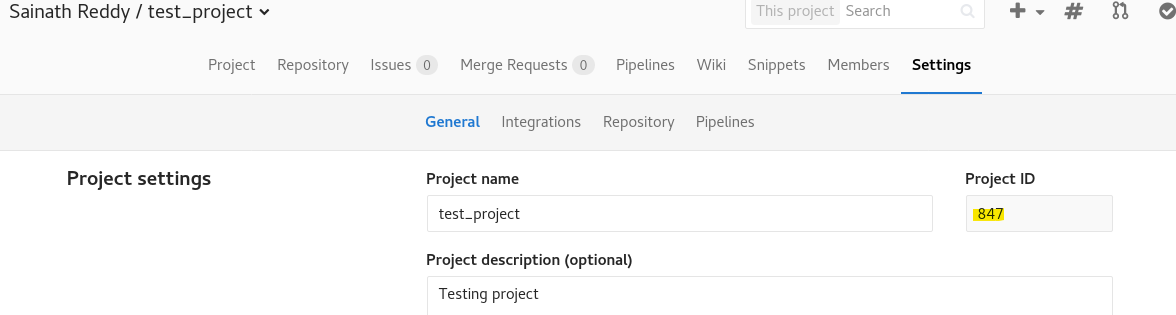 Sainath Reddy / test_project
This project Search
Project Repository Issues 0 Merge Requests 0 Pipelines Wiki Snippets Members Settings
General Integrations Repository Pipelines
Project settings
Project name Project ID
test_project 847
Project description (optional)
Testing project